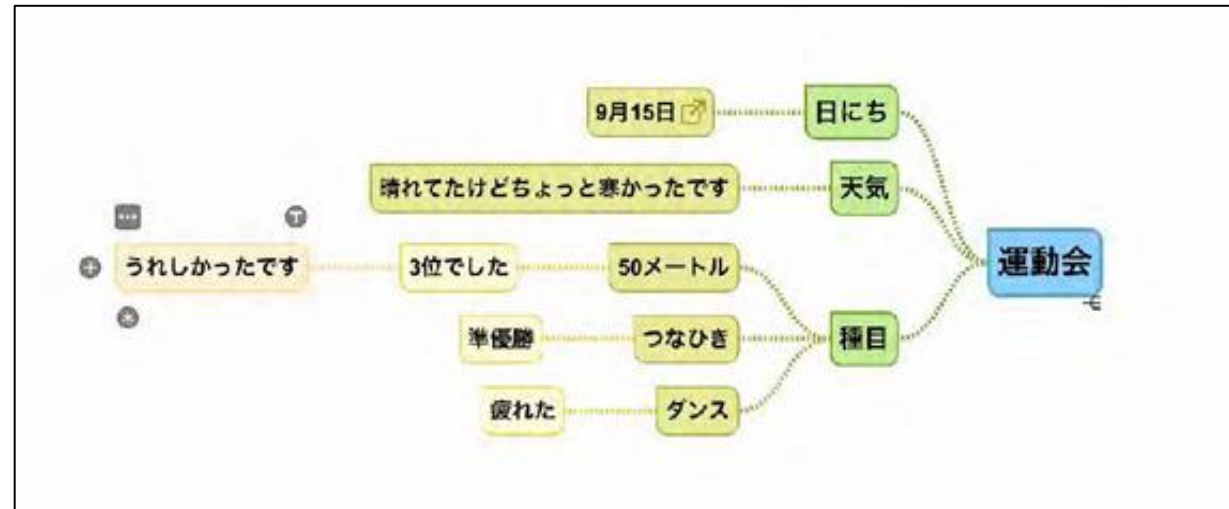 運動会
日にち
9月15日
天気
晴れてたけどちょっと寒かったです
種目
50メートル
3位でした
うれしかったです
つなひき
準優勝
ダンス
疲れた